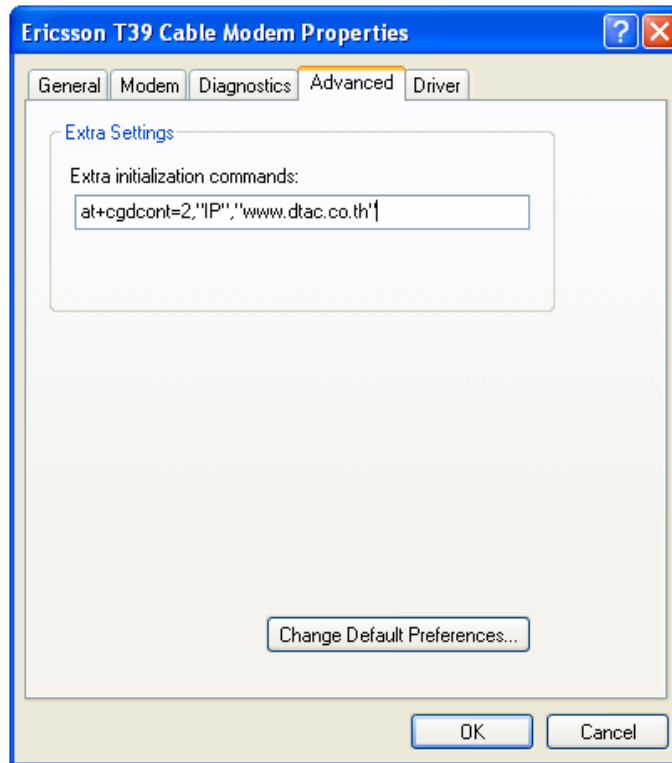 Ericsson T39 Cable Modem Properties
General Modem Diagnostics Advanced Driver
Extra Settings
Extra initialization commands:
at+cgdcont=2,"IP","www.dtac.co.th"
Change Default Preferences...
OK Cancel